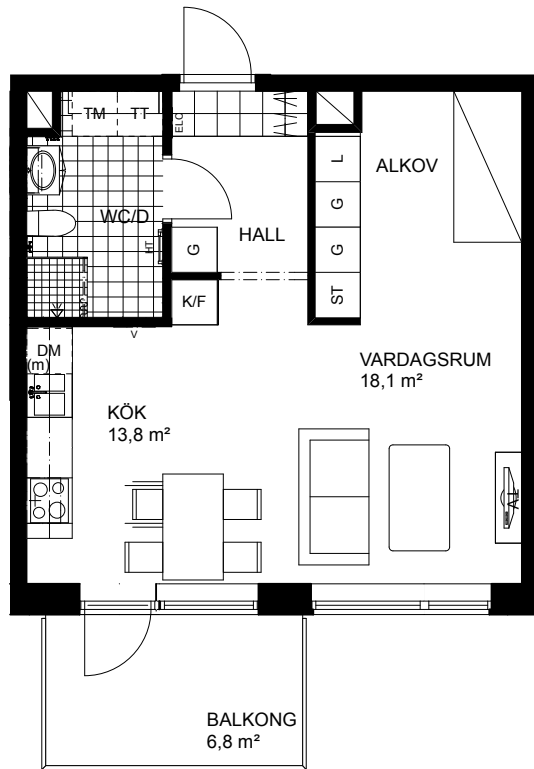 TM TT
ELC
L
ALKOV
G
WC/D
HT
G
HALL
G
K/F
ST
DM
(m)
VARDAGSRUM
18,1 m²
KÖK
13,8 m²
TV
BALKONG
6,8 m²